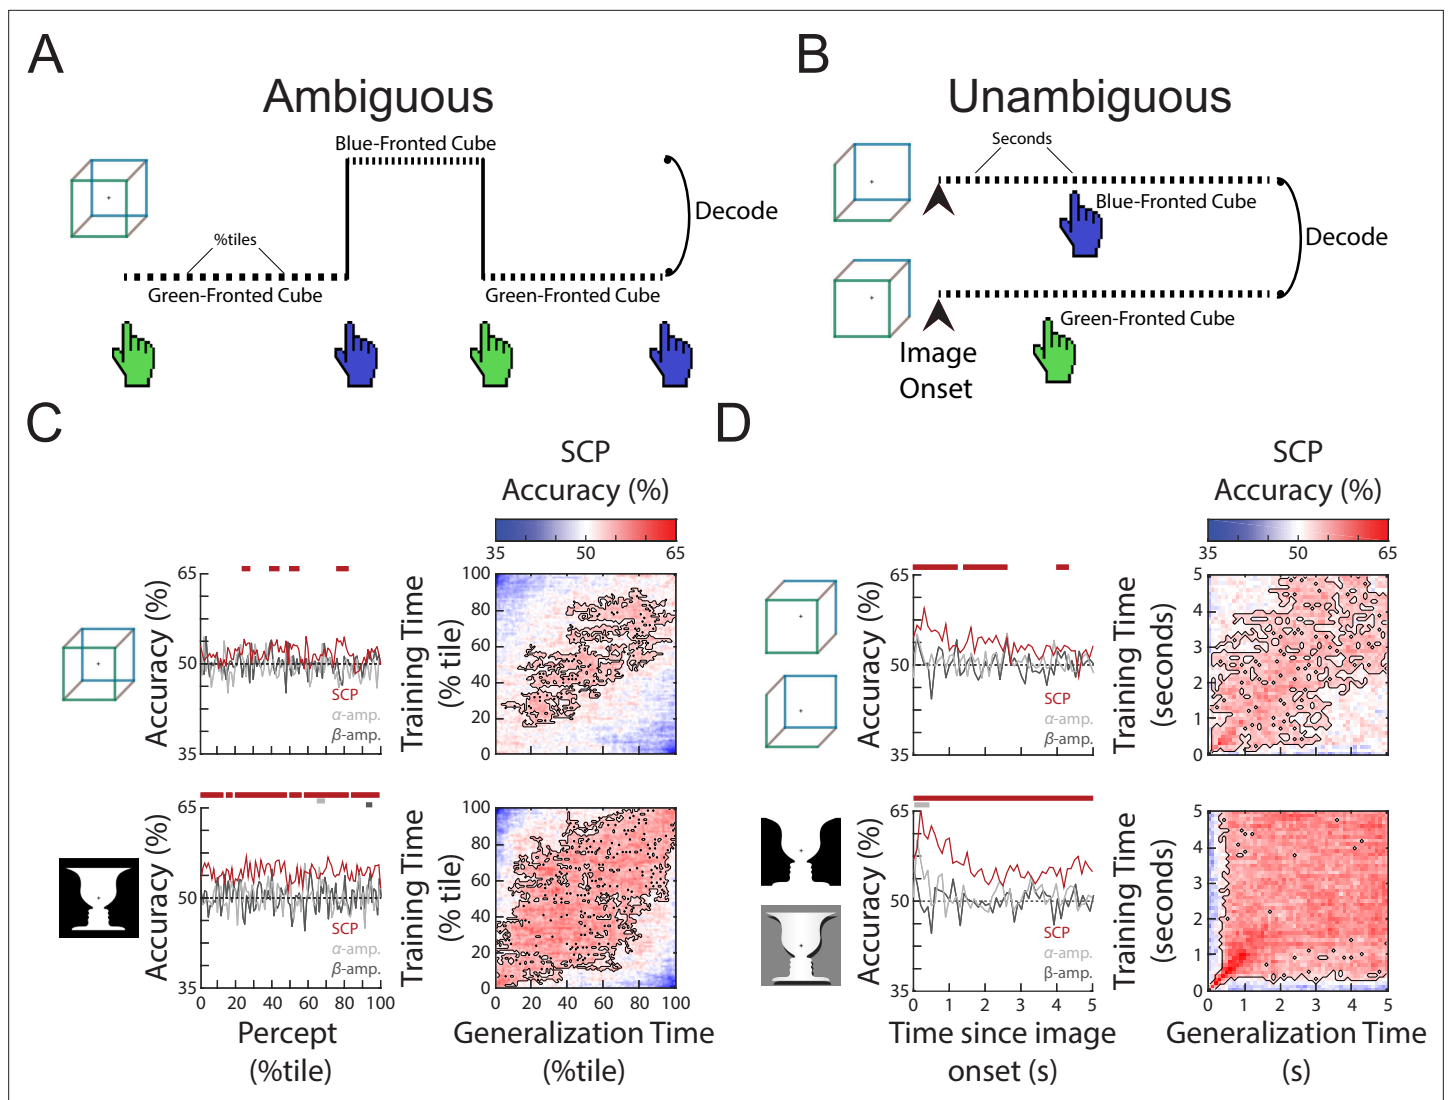 A
Ambiguous
Blue-Fronted Cube
%tiles
Green-Fronted Cube
Green-Fronted Cube
Decode
B
Unambiguous
Seconds
Blue-Fronted Cube
Decode
Green-Fronted Cube
Image
Onset
C
SCP
Accuracy (%)
35 50 65
Accuracy (%)
65
50
35
SCP
α-amp.
β-amp.
Training Time
(% tile)
100
80
60
40
20
0
Accuracy (%)
65
50
35
SCP
α-amp.
β-amp.
0 20 40 60 80 100
Percept
(%tile)
Training Time
(% tile)
100
80
60
40
20
0
0 20 40 60 80 100
Generalization Time
(%tile)
D
SCP
Accuracy (%)
35 50 65
Accuracy (%)
65
50
35
SCP
α-amp.
β-amp.
Training Time
(seconds)
5
4
3
2
1
0
Accuracy (%)
65
50
35
SCP
α-amp.
β-amp.
0 1 2 3 4 5
Time since image
onset (s)
Training Time
(seconds)
5
4
3
2
1
0
0 1 2 3 4 5
Generalization Time
(s)